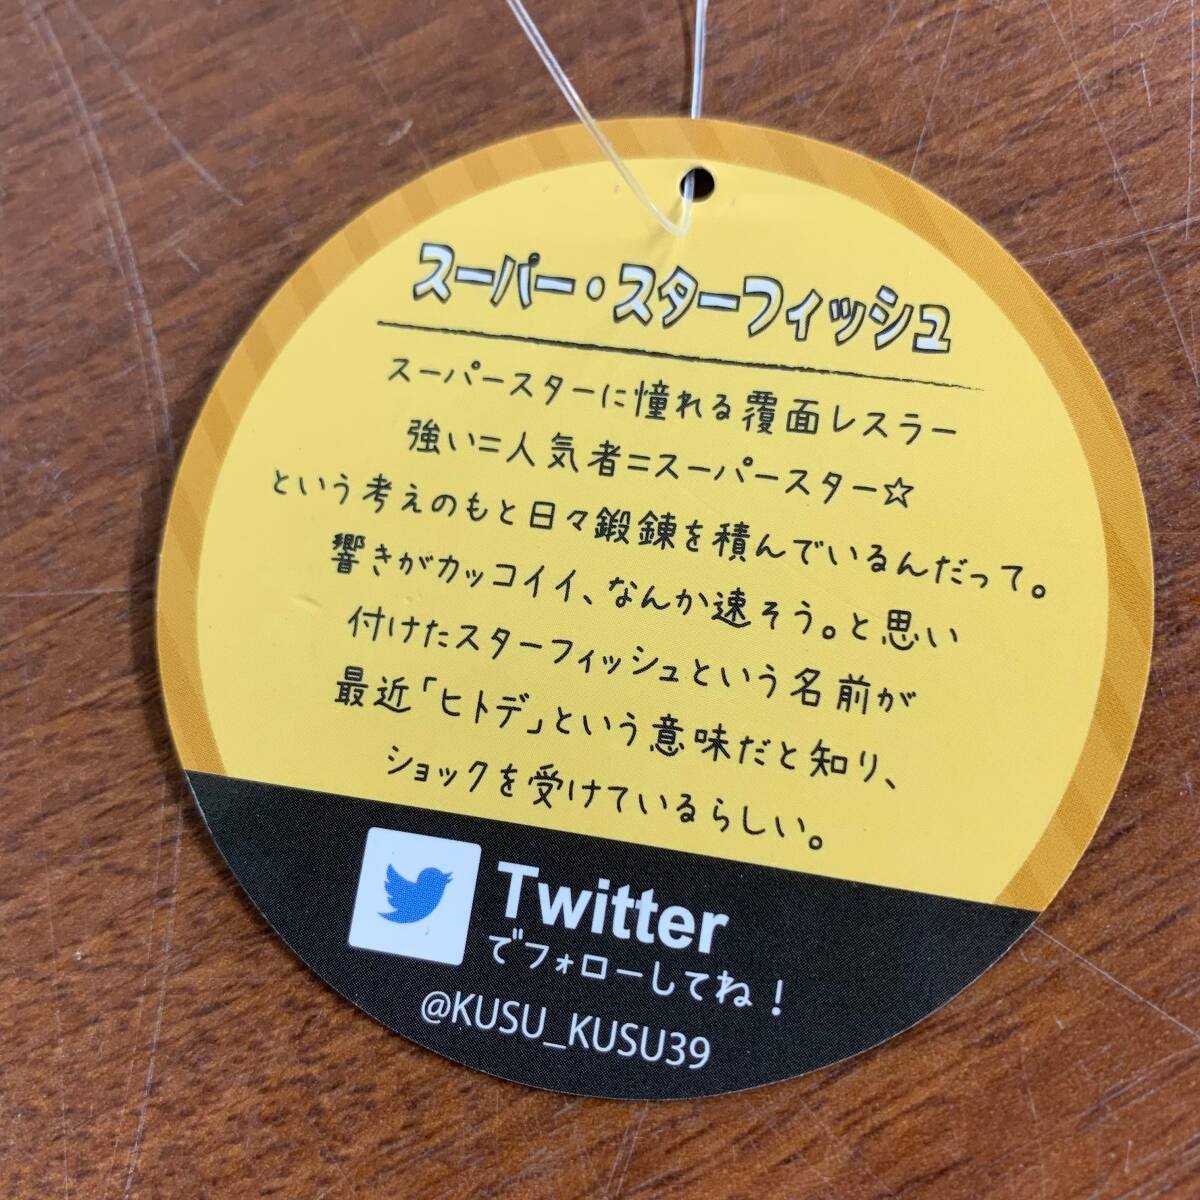 スーパー・スターフィッシュ
スーパースターに憧れる覆面レスラー
強い=人気者=スーパースター☆
という考えのもと日々鍛錬を積んでいるんだって。
響きがカッコイイ、なんか速そう。と思い
付けたスターフィッシュという名前が
最近「ヒトデ」という意味だと知り、
ショックを受けているらしい。
Twitter
でフォローしてね!
@KUSU_KUSU39